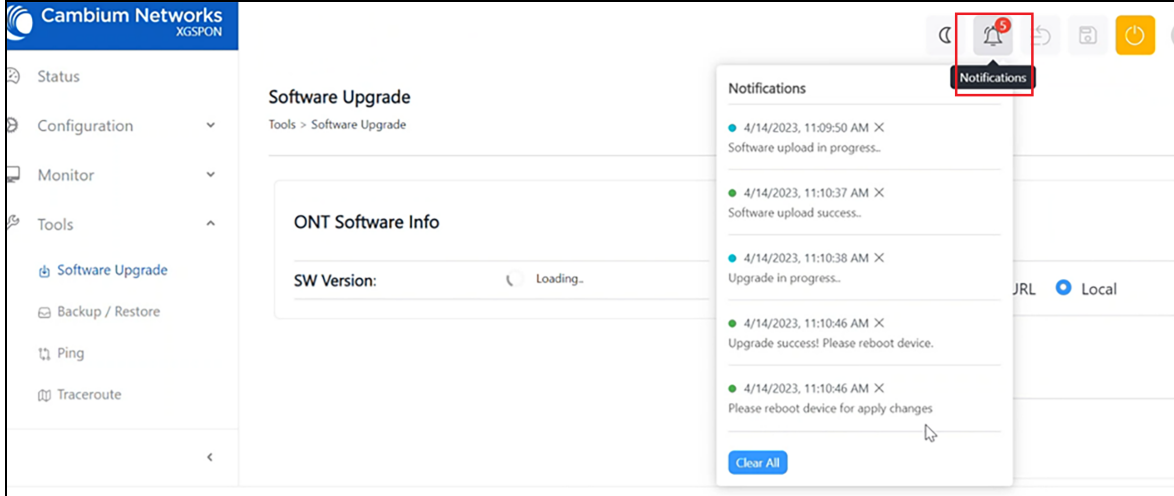 Cambium Networks
XGSPON
5
Notifications
Status
Configuration
Monitor
Tools
Software Upgrade
Backup / Restore
Ping
Traceroute
Software Upgrade
Tools > Software Upgrade
ONT Software Info
SW Version:
Loading..
Notifications
4/14/2023, 11:09:50 AM
Software upload in progress..
4/14/2023, 11:10:37 AM
Software upload success..
4/14/2023, 11:10:38 AM
Upgrade in progress..
4/14/2023, 11:10:46 AM
Upgrade success! Please reboot device.
4/14/2023, 11:10:46 AM
Please reboot device for apply changes
Clear All
Local